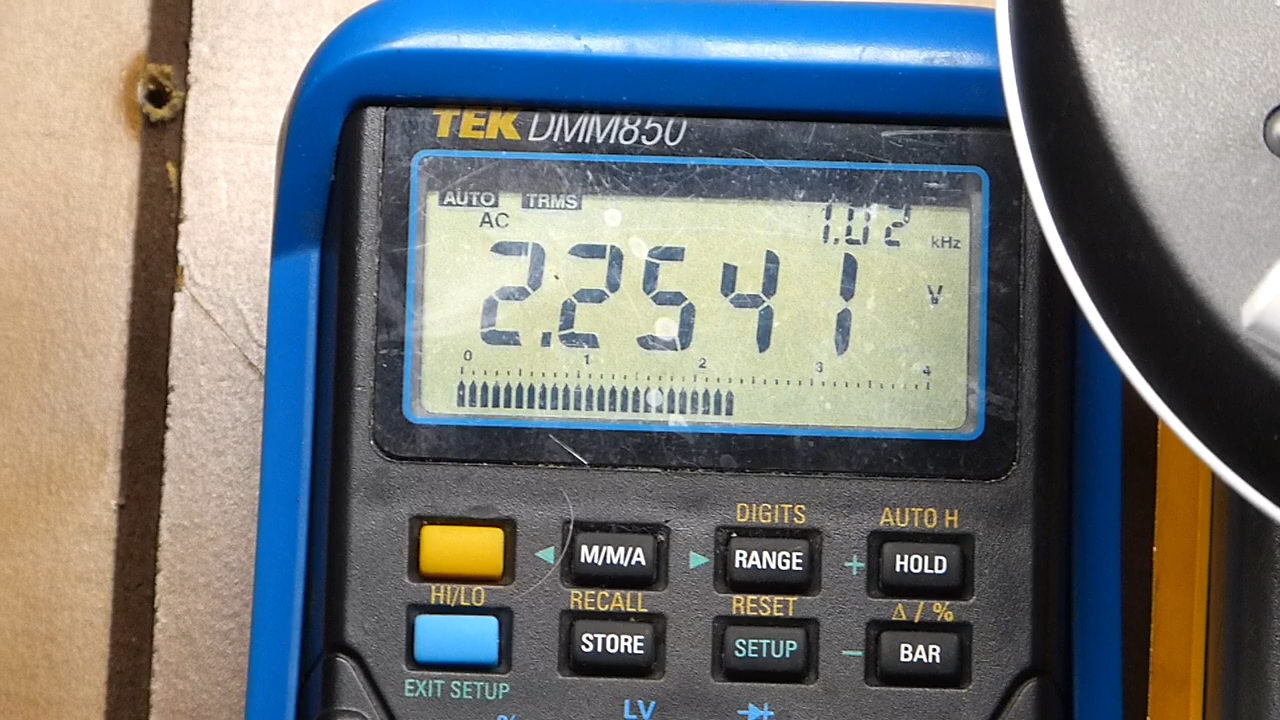 TEK DMM850
AUTO TRMS
AC 1.02 kHz
2.2541 V
0 1 2 3 4
DIGITS AUTO H
M/M/A RANGE + HOLD
HI/LO RECALL RESET Δ / %
STORE SETUP − BAR
EXIT SETUP
% LV